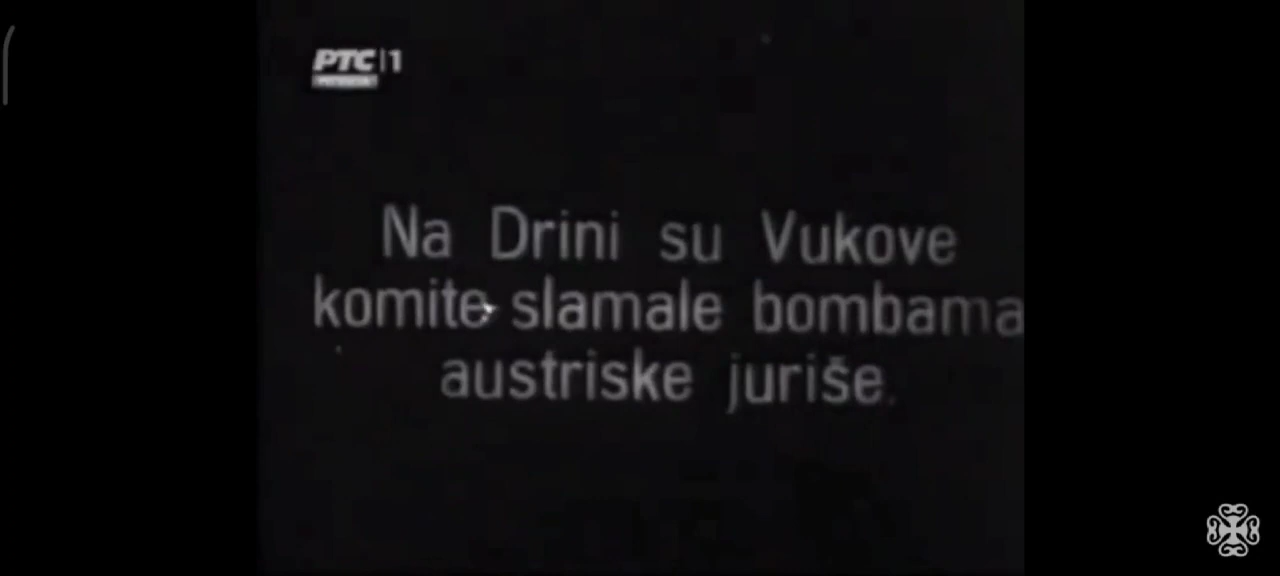 РТС|1
Na Drini su Vukove
komite slamale bombama
austriske juriše.